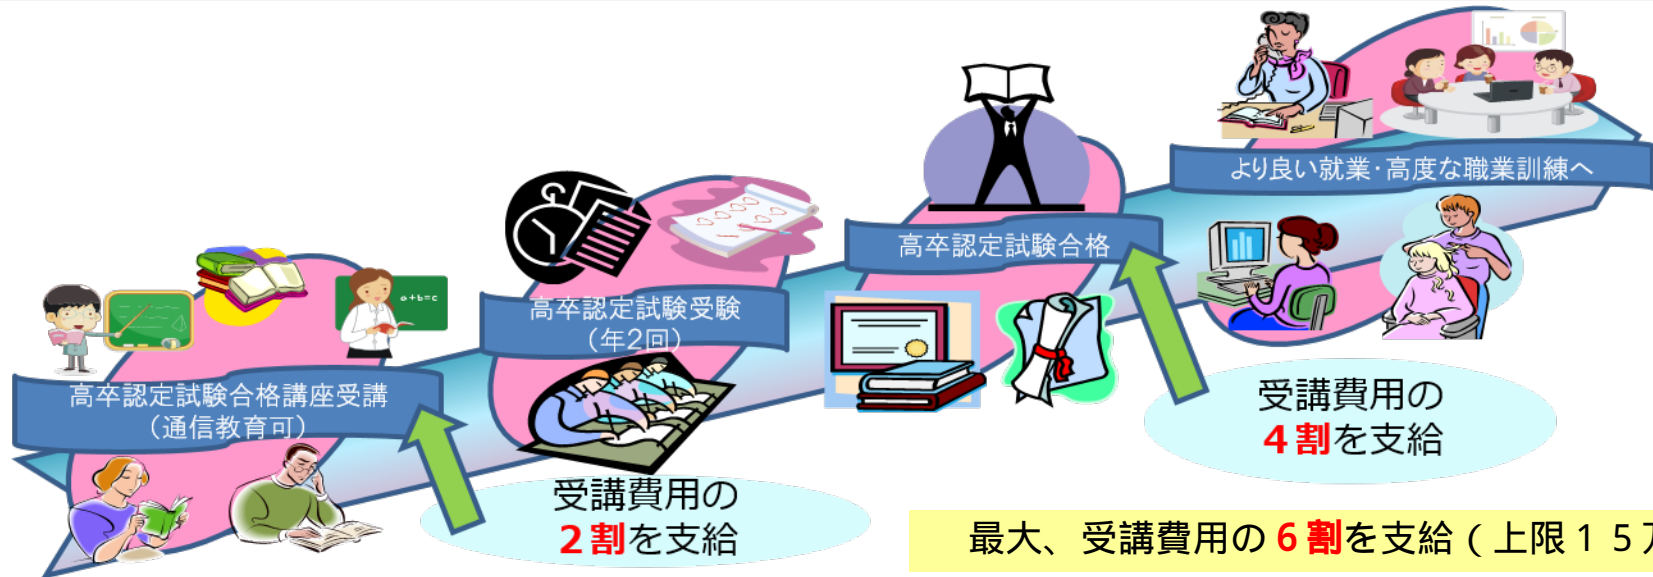 a+b=c
高卒認定試験合格講座受講
（通信教育可）
受講費用の
２割を支給
高卒認定試験受験
（年2回）
高卒認定試験合格
受講費用の
４割を支給
より良い就業・高度な職業訓練へ
最大、受講費用の６割を支給（上限１５万